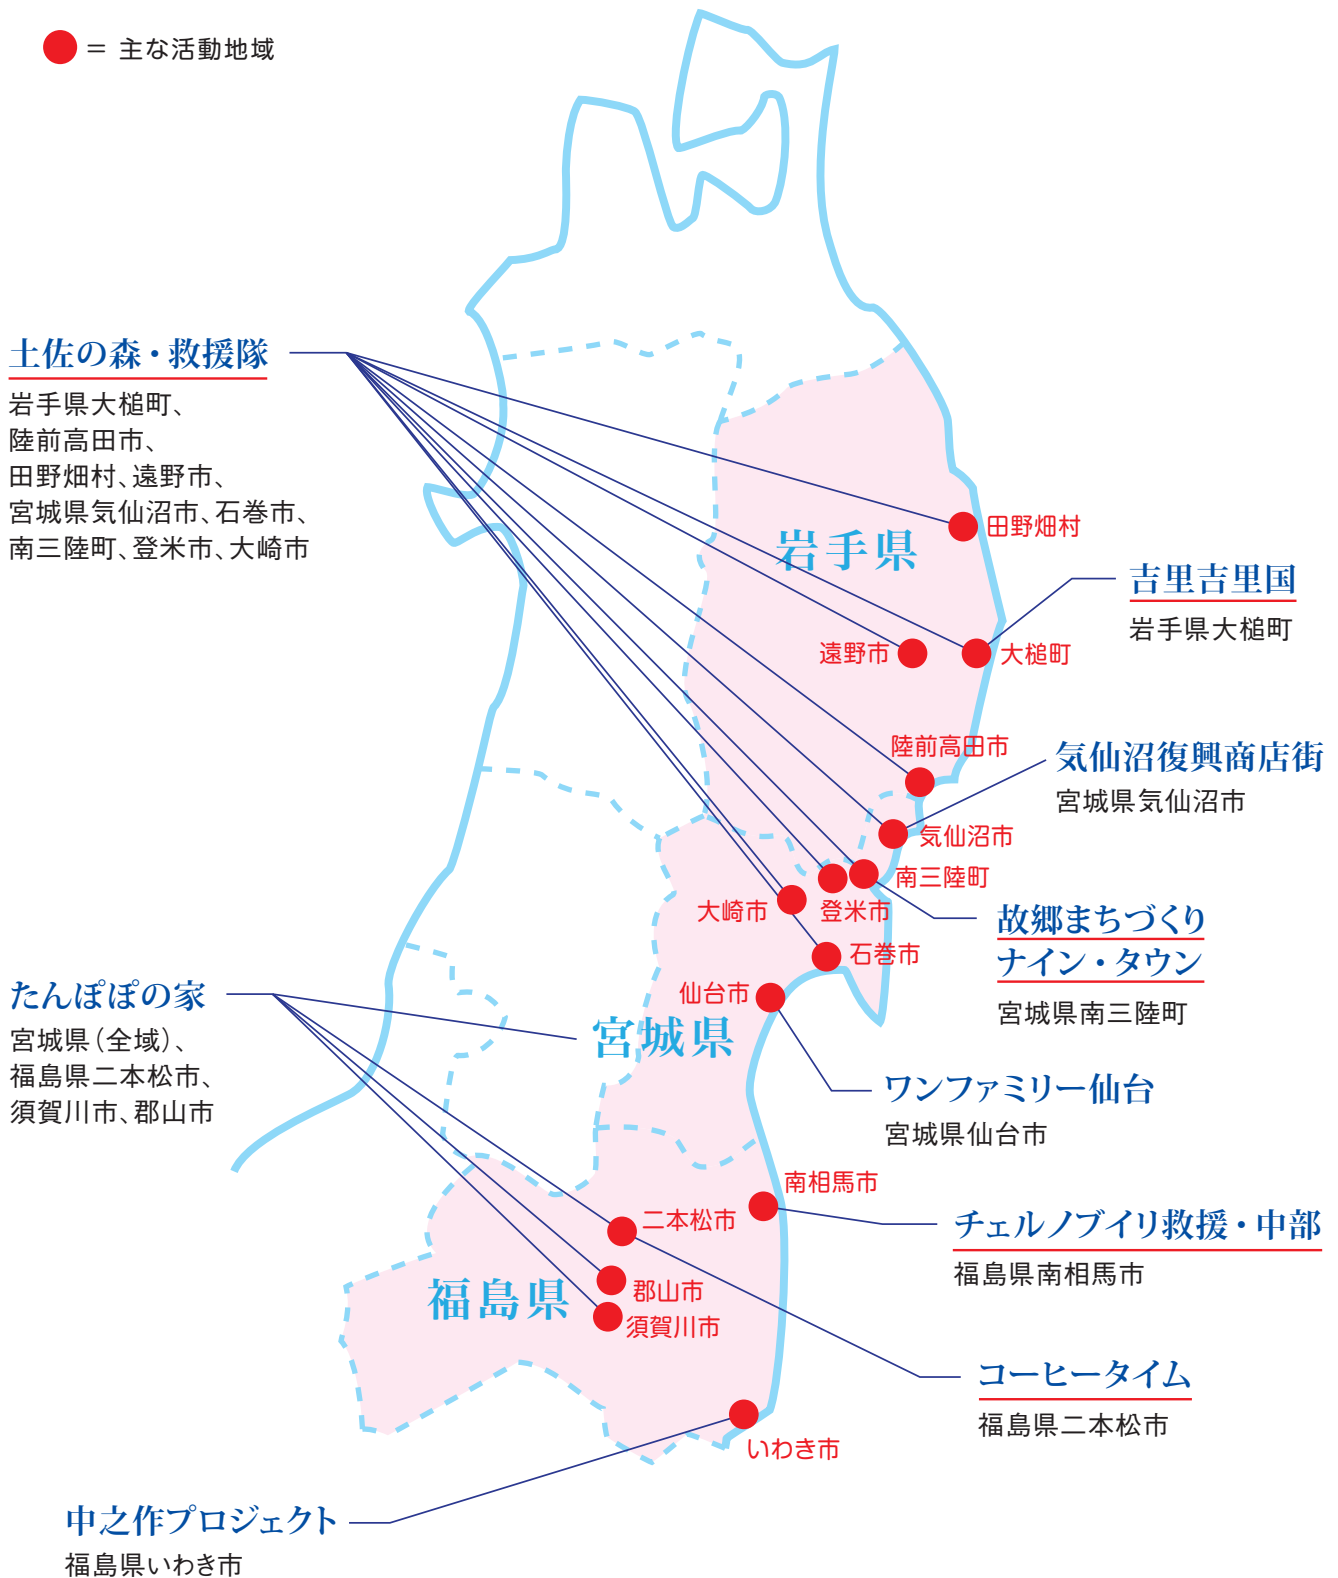 = 主な活動地域
土佐の森・救援隊
岩手県大槌町、
陸前高田市、
田野畑村、遠野市、
宮城県気仙沼市、石巻市、
南三陸町、登米市、大崎市
岩手県
田野畑村
吉里吉里国
岩手県大槌町
遠野市
大槌町
陸前高田市
気仙沼復興商店街
宮城県気仙沼市
気仙沼市
南三陸町
大崎市
登米市
故郷まちづくり
ナイン・タウン
宮城県南三陸町
石巻市
仙台市
宮城県
たんぽぽの家
宮城県（全域）、
福島県二本松市、
須賀川市、郡山市
ワンファミリー仙台
宮城県仙台市
南相馬市
二本松市
チェルノブイリ救援・中部
福島県南相馬市
福島県
郡山市
須賀川市
コーヒータイム
福島県二本松市
いわき市
中之作プロジェクト
福島県いわき市